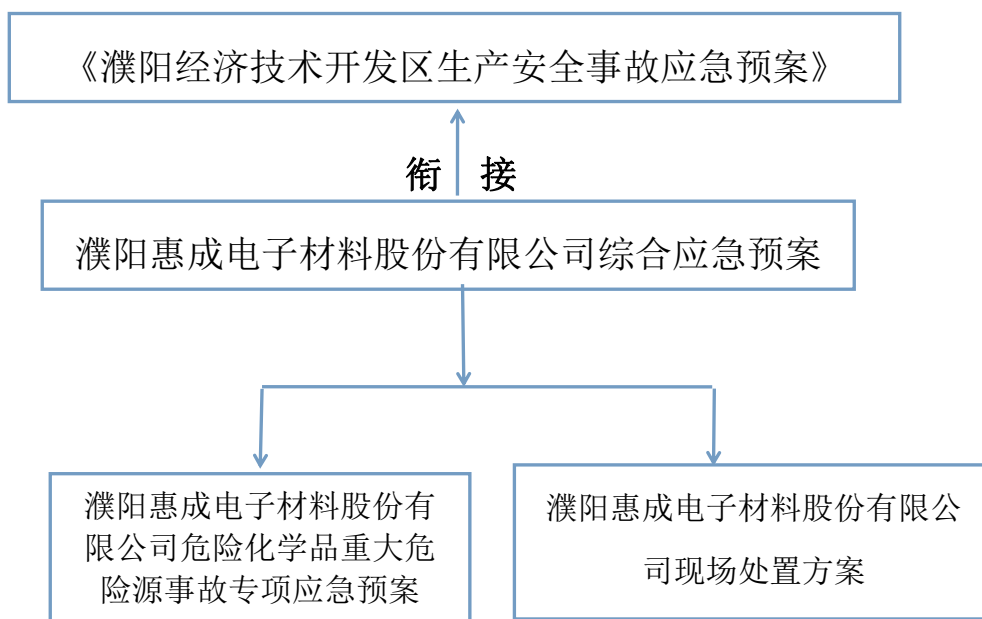 《濮阳经济技术开发区生产安全事故应急预案》
衔 接
濮阳惠成电子材料股份有限公司综合应急预案
濮阳惠成电子材料股份有
限公司危险化学品重大危
险源事故专项应急预案
濮阳惠成电子材料股份有限公
司现场处置方案